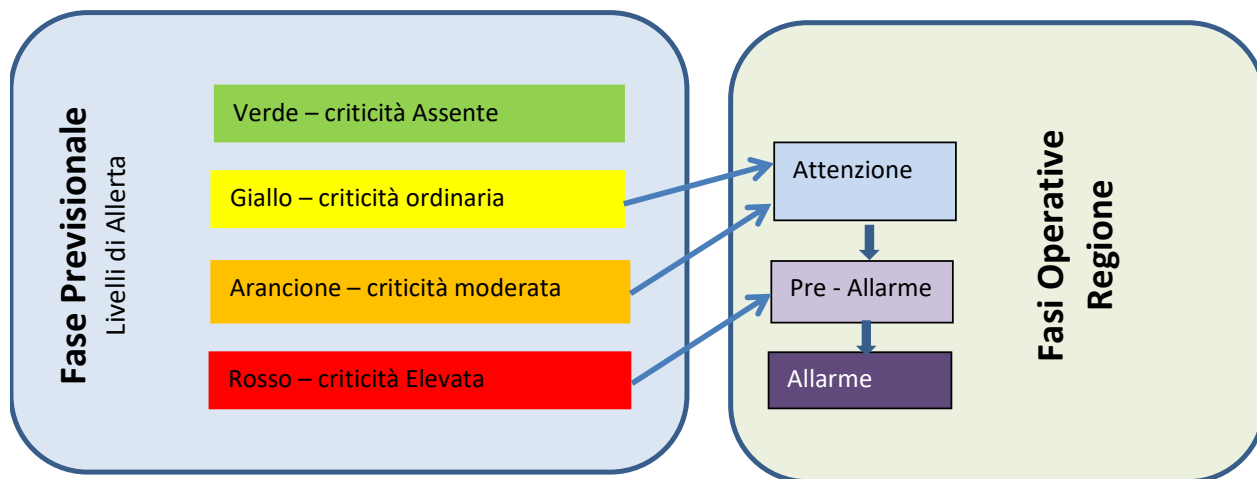 Fase Previsionale
Livelli di Allerta
Verde – criticità Assente
Giallo – criticità ordinaria
Arancione – criticità moderata
Rosso – criticità Elevata
Attenzione
Pre - Allarme
Allarme
Fasi Operative
Regione